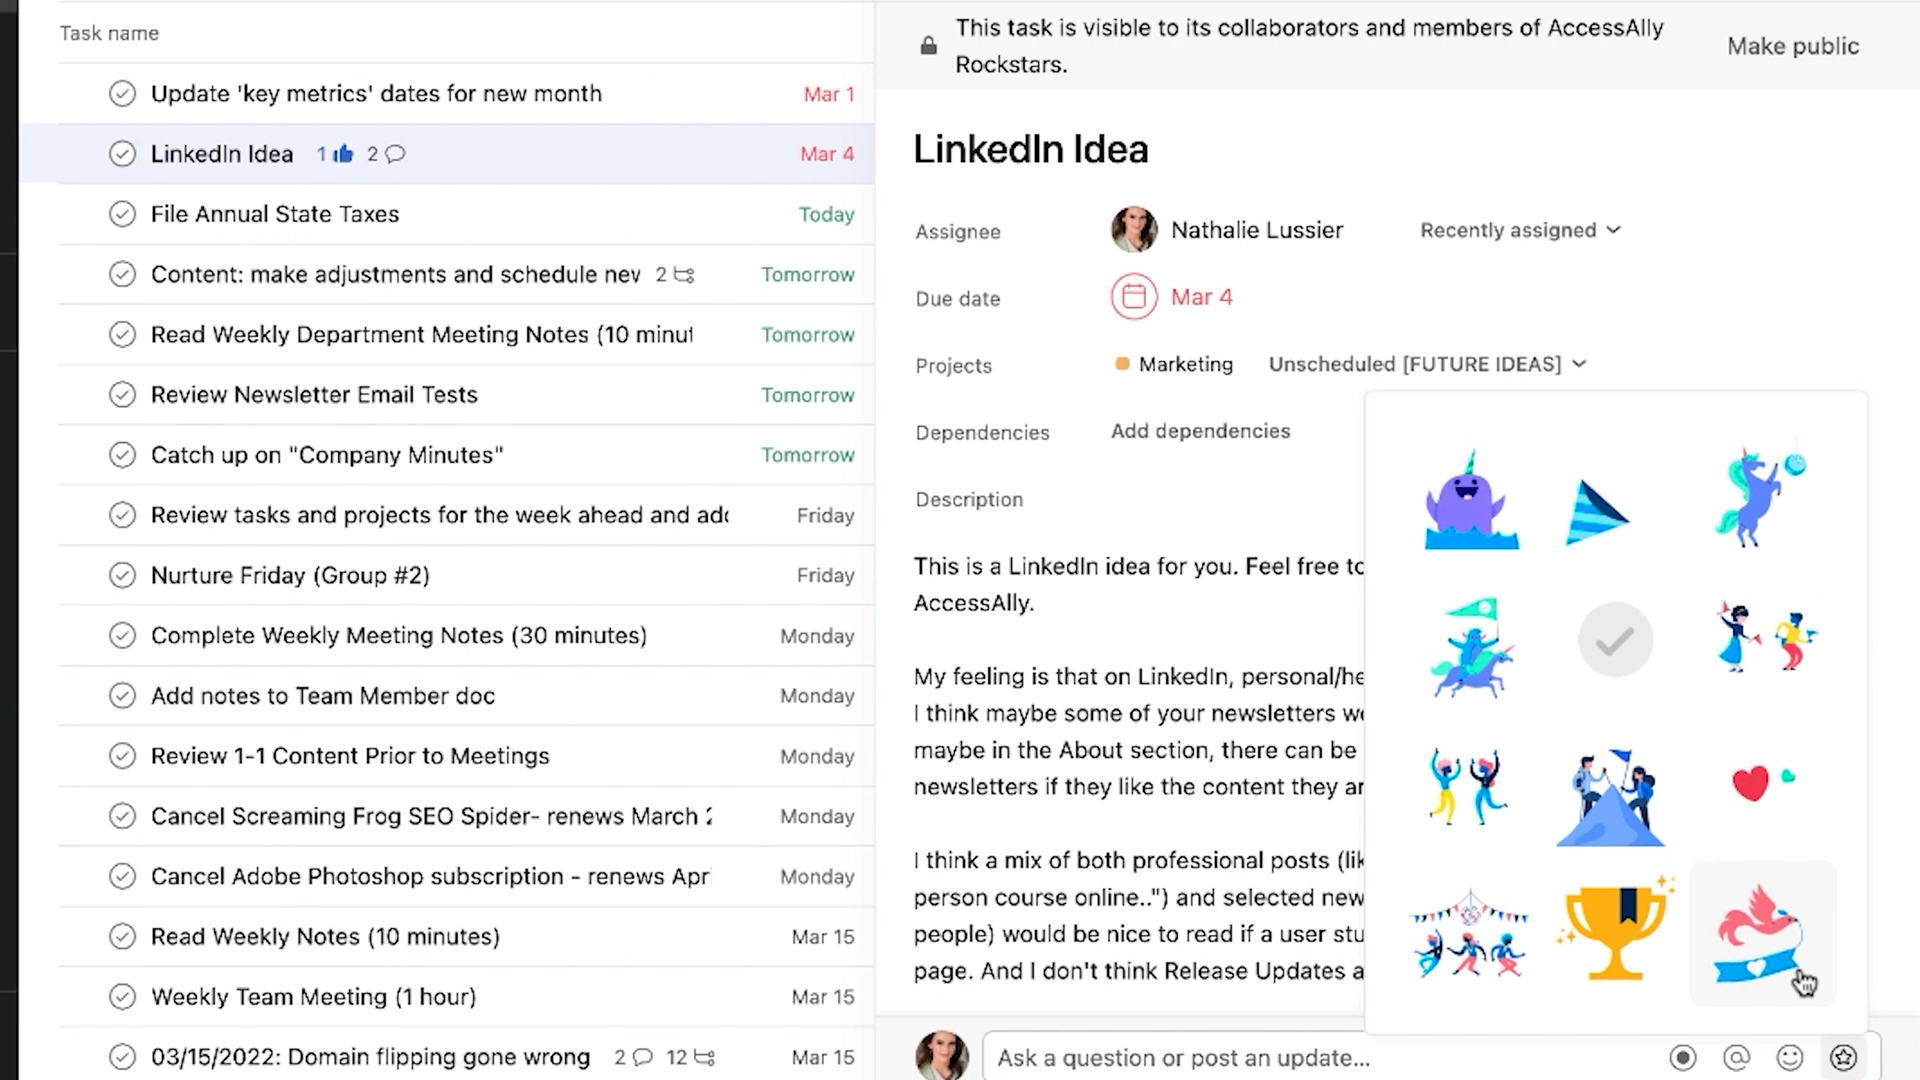 Task name
Update 'key metrics' dates for new month Mar 1
LinkedIn Idea 1 2 Mar 4
File Annual State Taxes Today
Content: make adjustments and schedule nev 2 Tomorrow
Read Weekly Department Meeting Notes (10 minut Tomorrow
Review Newsletter Email Tests Tomorrow
Catch up on "Company Minutes" Tomorrow
Review tasks and projects for the week ahead and adc Friday
Nurture Friday (Group #2) Friday
Complete Weekly Meeting Notes (30 minutes) Monday
Add notes to Team Member doc Monday
Review 1-1 Content Prior to Meetings Monday
Cancel Screaming Frog SEO Spider- renews March 2 Monday
Cancel Adobe Photoshop subscription - renews Apr Monday
Read Weekly Notes (10 minutes) Mar 15
Weekly Team Meeting (1 hour) Mar 15
03/15/2022: Domain flipping gone wrong 2 12 Mar 15
This task is visible to its collaborators and members of AccessAlly
Rockstars.
Make public
LinkedIn Idea
Assignee Nathalie Lussier Recently assigned
Due date Mar 4
Projects Marketing Unscheduled [FUTURE IDEAS]
Dependencies Add dependencies
Description
This is a LinkedIn idea for you. Feel free to
AccessAlly.
My feeling is that on LinkedIn, personal/he
I think maybe some of your newsletters wo
maybe in the About section, there can be
newsletters if they like the content they ar
I think a mix of both professional posts (lik
person course online..") and selected new
people) would be nice to read if a user stu
page. And I don't think Release Updates a
Ask a question or post an update...